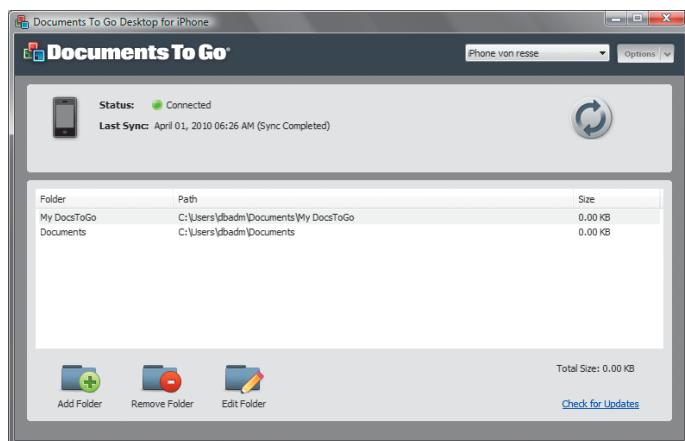 Documents To Go Desktop for iPhone
Documents To Go
iPhone von resse
Options
Status: Connected
Last Sync: April 01, 2010 06:26 AM (Sync Completed)
Folder Path Size
My DocsToGo C:\Users\dbadm\Documents\My DocsToGo 0.00 KB
Documents C:\Users\dbadm\Documents 0.00 KB
Total Size: 0.00 KB
Add Folder Remove Folder Edit Folder Check for Updates